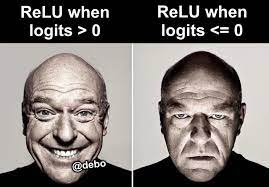 ReLU when
logits > 0
ReLU when
logits <= 0
@debo